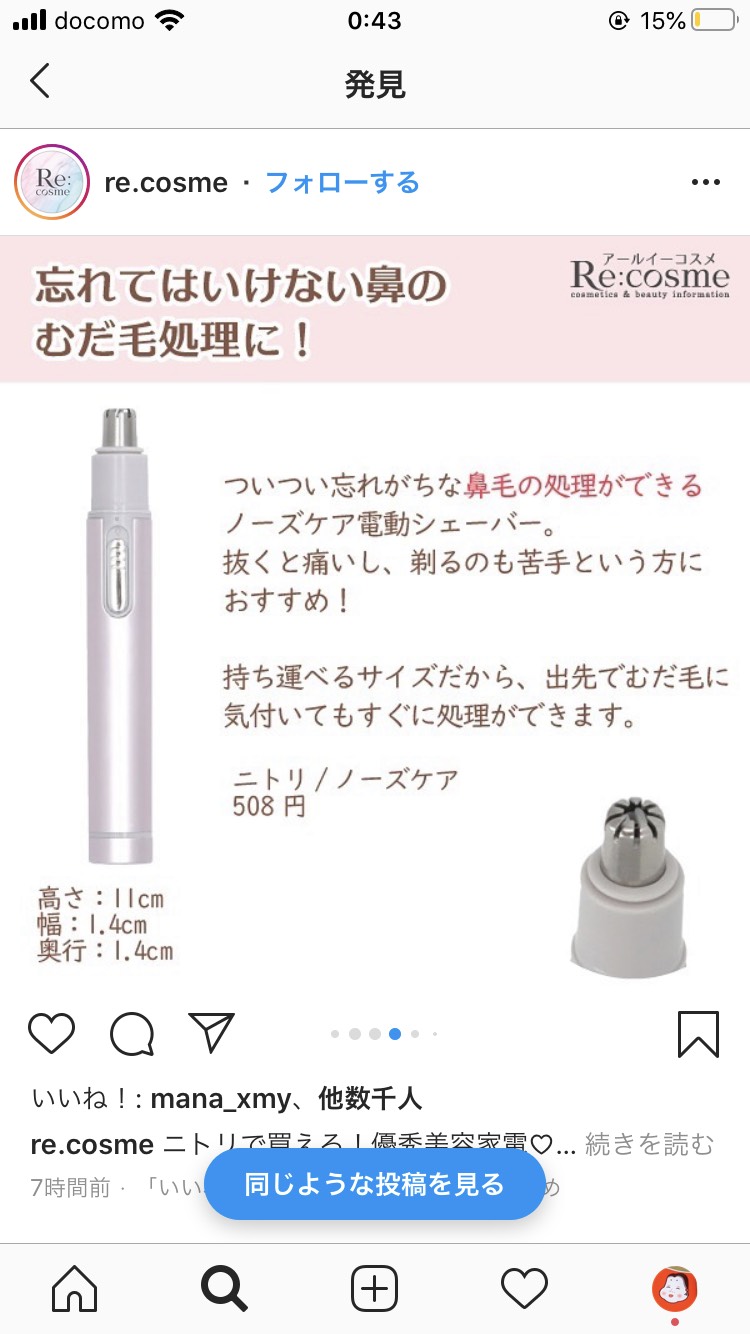 docomo 0:43 15%
発見
Re:
cosme
re.cosme · フォローする
忘れてはいけない鼻の
むだ毛処理に！
アールイーコスメ
Re:cosme
cosmetics & beauty information
ついつい忘れがちな鼻毛の処理ができる
ノーズケア電動シェーバー。
抜くと痛いし、剃るのも苦手という方に
おすすめ！
持ち運べるサイズだから、出先でむだ毛に
気付いてもすぐに処理ができます。
ニトリ / ノーズケア
508 円
高さ：11cm
幅：1.4cm
奥行：1.4cm
いいね！: mana_xmy、他数千人
re.cosme ニトリで買える！優秀美容家電♡... 続きを読む
7時間前 · 「いい
同じような投稿を見る